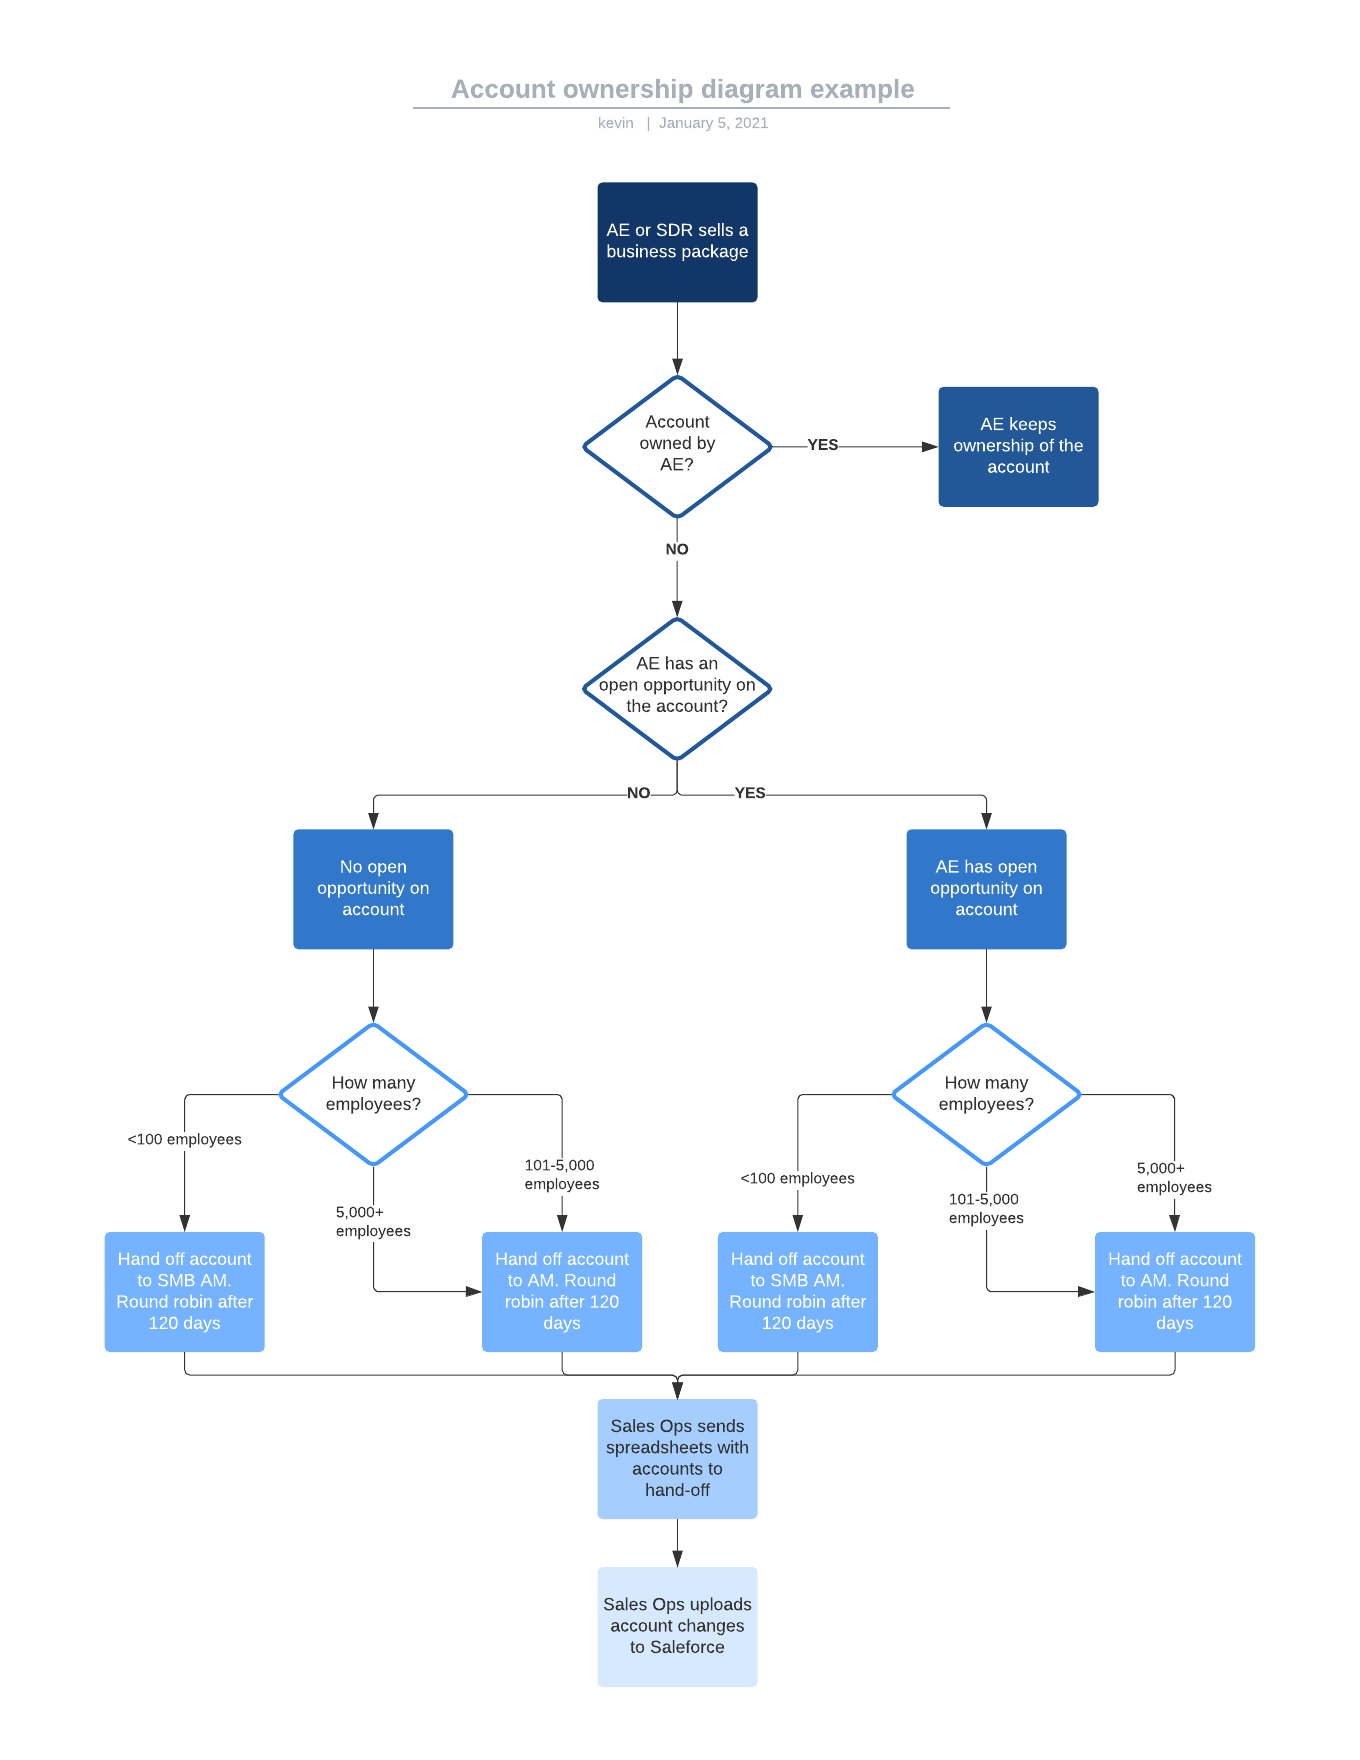 Account ownership diagram example
kevin | January 5, 2021
AE or SDR sells a
business package
Account
owned by
AE?
YES
AE keeps
ownership of the
account
NO
AE has an
open opportunity on
the account?
NO
YES
No open
opportunity on
account
AE has open
opportunity on
account
How many
employees?
How many
employees?
<100 employees
5,000+
employees
101-5,000
employees
<100 employees
101-5,000
employees
5,000+
employees
Hand off account
to SMB AM.
Round robin after
120 days
Hand off account
to AM. Round
robin after 120
days
Hand off account
to SMB AM.
Round robin after
120 days
Hand off account
to AM. Round
robin after 120
days
Sales Ops sends
spreadsheets with
accounts to
hand-off
Sales Ops uploads
account changes
to Saleforce